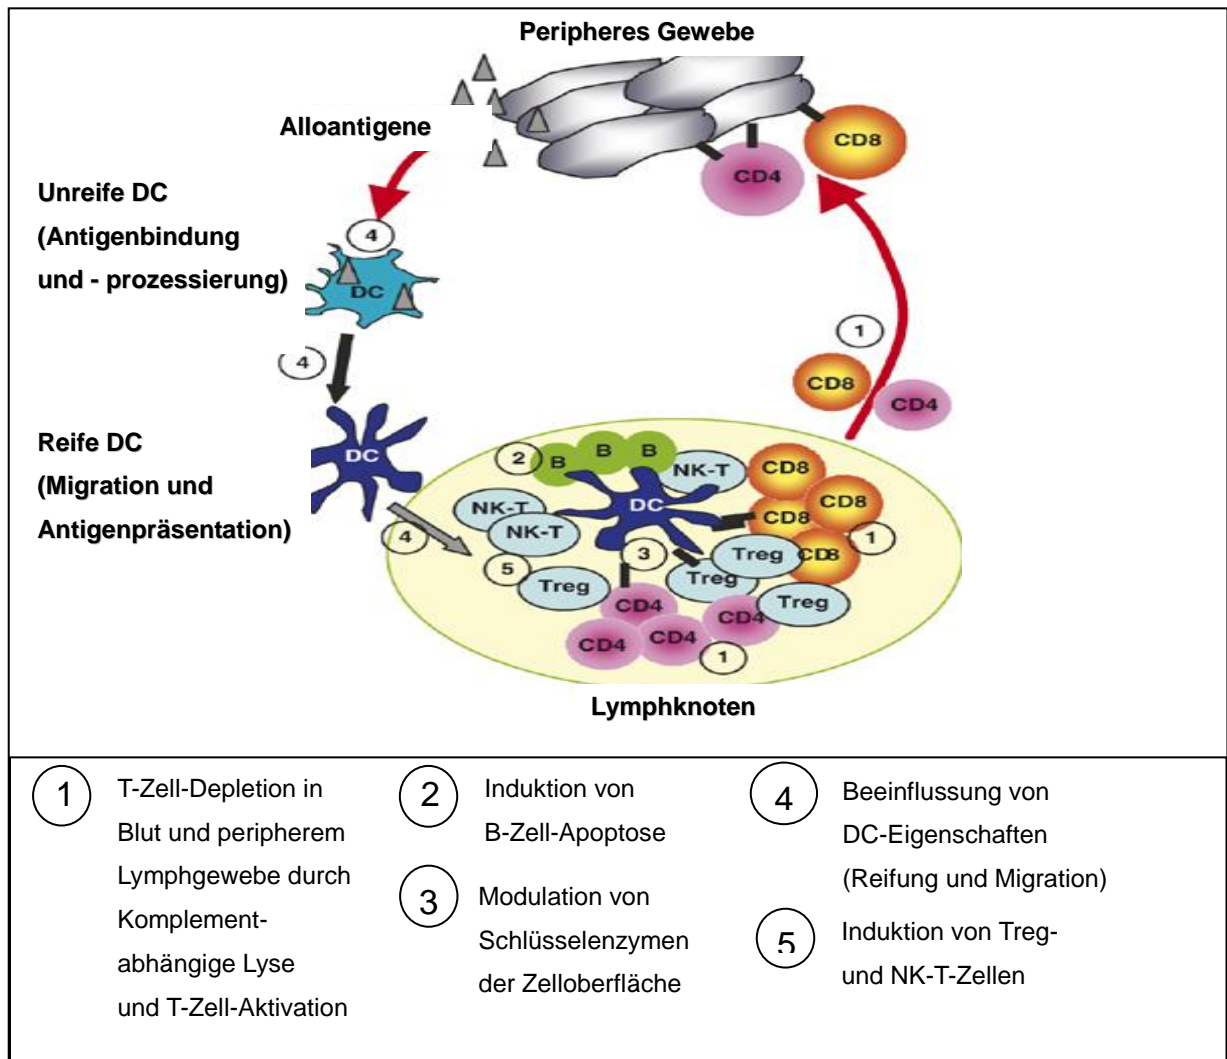 Peripheres Gewebe
Alloantigene
CD8
CD4
Unreife DC
(Antigenbindung
und - prozessierung)
4
DC
4
1
CD8
CD4
Reife DC
(Migration und
Antigenpräsentation)
DC
4
2
B
B
B
NK-T
CD8
CD8
CD8
CD8
1
NK-T
NK-T
DC
3
5
Treg
Treg
Treg
Treg
CD4
CD4
CD4
CD4
1
Lymphknoten
1
T-Zell-Depletion in
Blut und peripherem
Lymphgewebe durch
Komplement-
abhängige Lyse
und T-Zell-Aktivation
2
Induktion von
B-Zell-Apoptose
3
Modulation von
Schlüsselenzymen
der Zelloberfläche
4
Beeinflussung von
DC-Eigenschaften
(Reifung und Migration)
5
Induktion von Treg-
und NK-T-Zellen